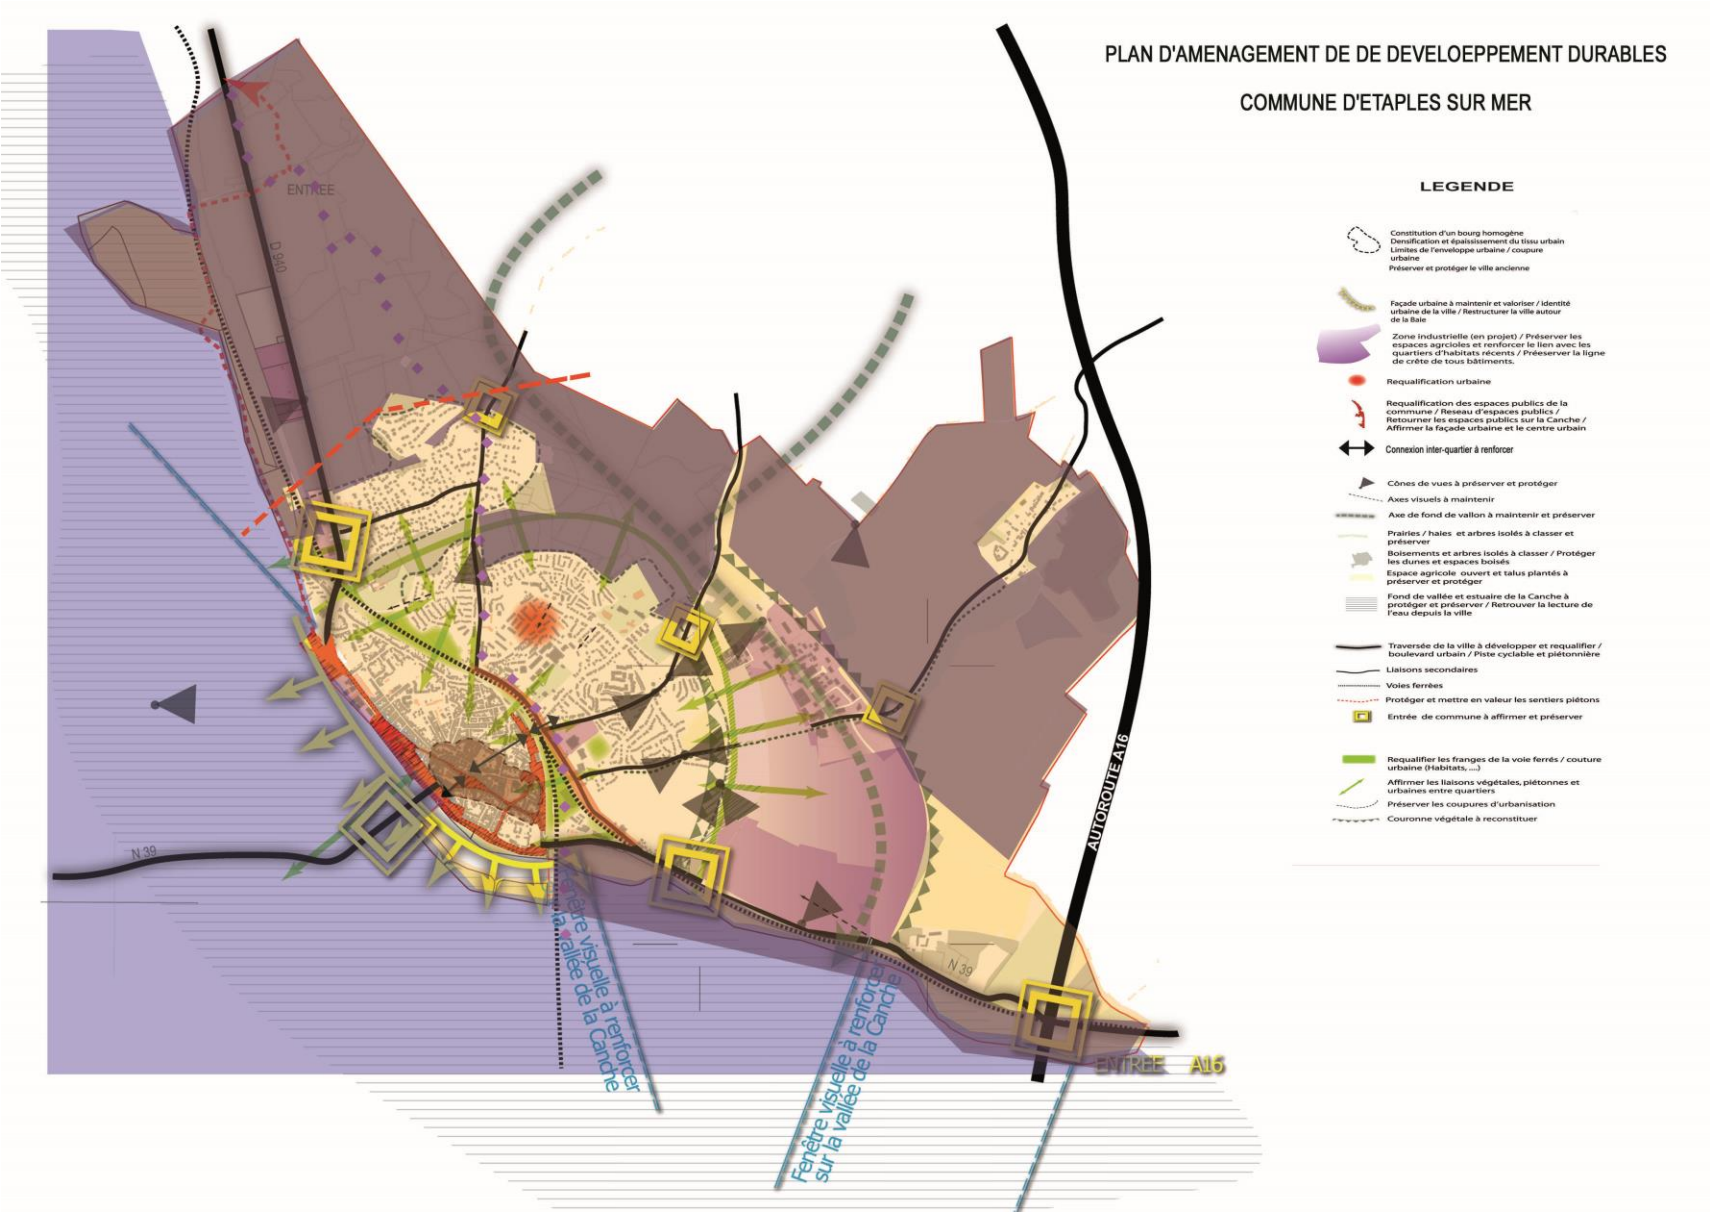 PLAN D'AMENAGEMENT DE DE DEVELOEPPEMENT DURABLES
COMMUNE D'ETAPLES SUR MER
LEGENDE
Constitution d'un bourg homogène
Densification et épaississement du tissu urbain
Limites de l'enveloppe urbaine / coupure
urbaine
Préserver et protéger le ville ancienne
Façade urbaine à maintenir et valoriser / identité
urbaine de la ville / Restructurer la ville autour
de la Baie
Zone industrielle (en projet) / Préserver les
espaces agrcioles et renforcer le lien avec les
quartiers d'habitats récents / Préeserver la ligne
de crête de tous bâtiments.
Requalification urbaine
Requalification des espaces publics de la
commune / Reseau d'espaces publics /
Retourner les espaces publics sur la Canche /
Affirmer la façade urbaine et le centre urbain
Connexion inter-quartier à renforcer
Cônes de vues à préserver et protéger
Axes visuels à maintenir
Axe de fond de vallon à maintenir et préserver
Prairies / haies et arbres isolés à classer et
préserver
Boisements et arbres isolés à classer / Protéger
les dunes et espaces boisés
Espace agricole ouvert et talus plantés à
préserver et protéger
Fond de vallée et estuaire de la Canche à
protéger et préserver / Retrouver la lecture de
l'eau depuis la ville
Traversée de la ville à développer et requalifier /
boulevard urbain / Piste cyclable et piétonnière
Liaisons secondaires
Voies ferrées
Protéger et mettre en valeur les sentiers piétons
Entrée de commune à affirmer et préserver
Requalifier les franges de la voie ferrés / couture
urbaine (Habitats, ....)
Affirmer les liaisons végétales, piétonnes et
urbaines entre quartiers
Préserver les coupures d'urbanisation
Couronne végétale à reconstituer
ENTREE
D 940
N 39
AUTOROUTE A16
N 39
ENTREE A16
Fenêtre visuelle à renforcer
sur la vallée de la Canche
Fenêtre visuelle à renforcer
sur la vallée de la Canche